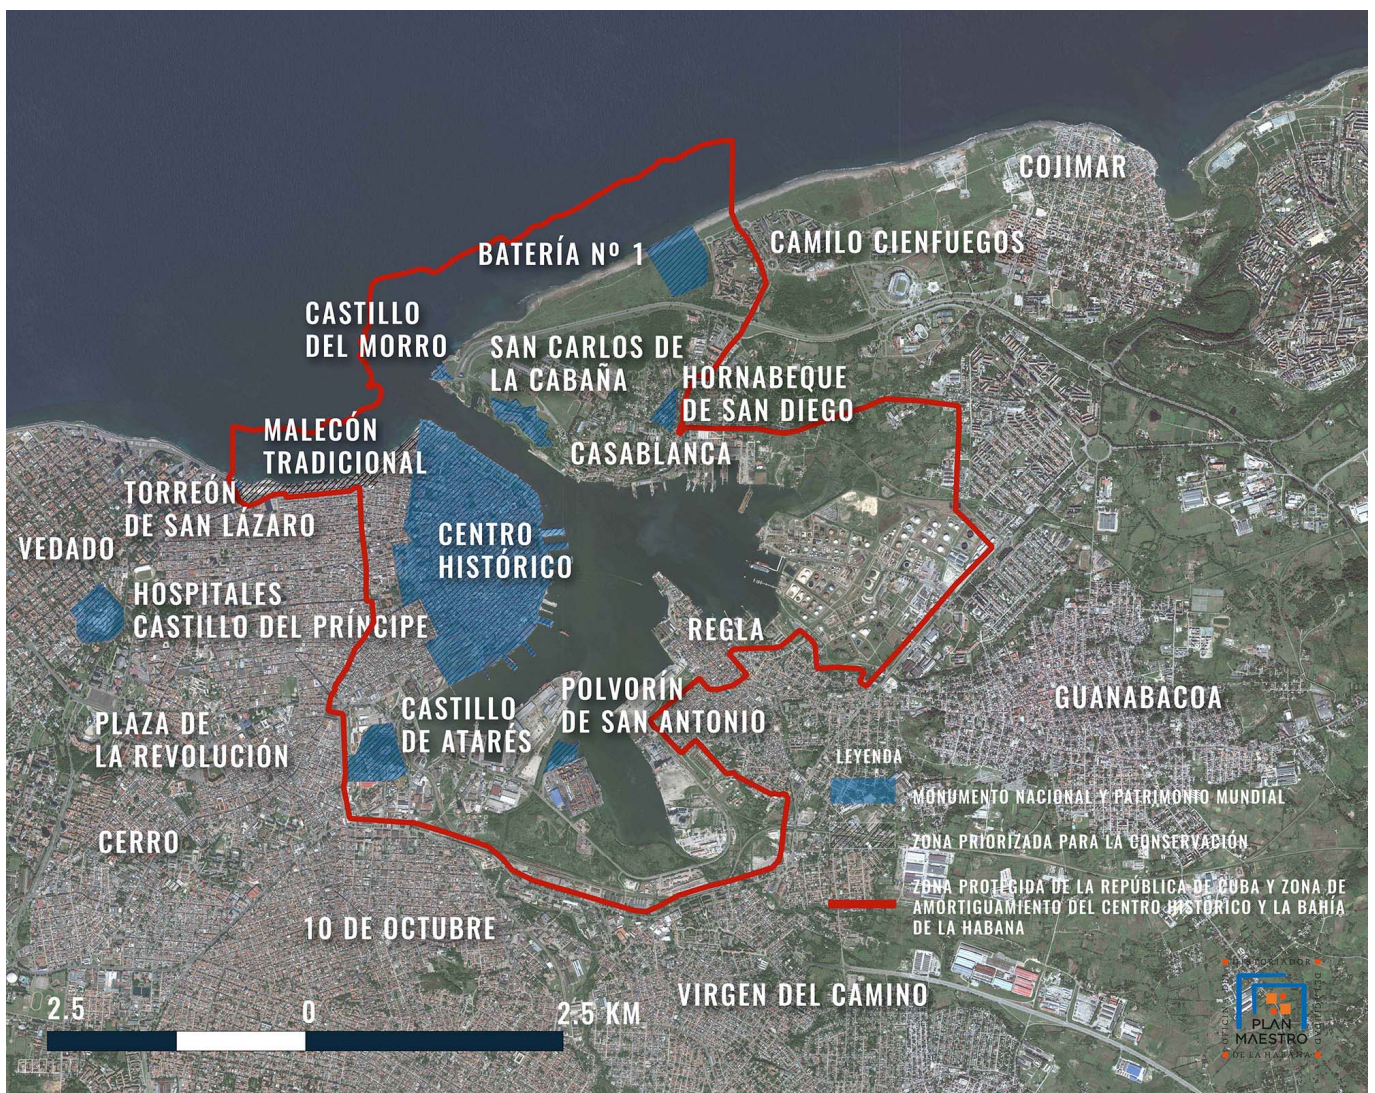 COJIMAR
CAMILO CIENFUEGOS
BATERÍA Nº 1
CASTILLO
DEL MORRO
SAN CARLOS DE
LA CABAÑA
HORNABEQUE
DE SAN DIEGO
MALECÓN
TRADICIONAL
CASABLANCA
TORREÓN
DE SAN LÁZARO
VEDADO
CENTRO
HISTÓRICO
HOSPITALES
CASTILLO DEL PRÍNCIPE
REGLA
POLVORÍN
DE SAN ANTONIO
GUANABACOA
CASTILLO
DE ATARÉS
PLAZA DE
LA REVOLUCIÓN
LEYENDA
MONUMENTO NACIONAL Y PATRIMONIO MUNDIAL
ZONA PRIORIZADA PARA LA CONSERVACIÓN
ZONA PROTEGIDA DE LA REPÚBLICA DE CUBA Y ZONA DE
AMORTIGUAMIENTO DEL CENTRO HISTÓRICO Y LA BAHÍA
DE LA HABANA
CERRO
10 DE OCTUBRE
VIRGEN DEL CAMINO
2.5 0 2.5 KM
HISTORIADOR
PLAN
MAESTRO
DE LA HABANA